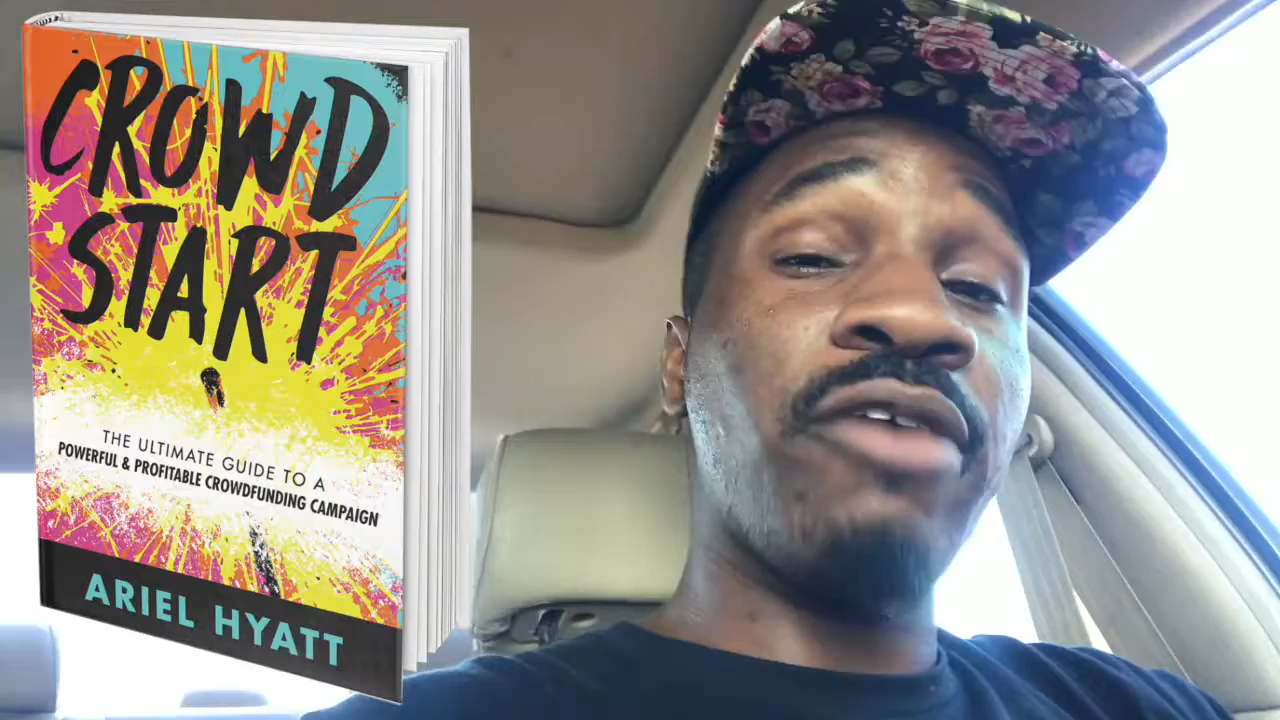 CROWD
START
THE ULTIMATE GUIDE TO A
POWERFUL & PROFITABLE CROWDFUNDING CAMPAIGN
ARIEL HYATT